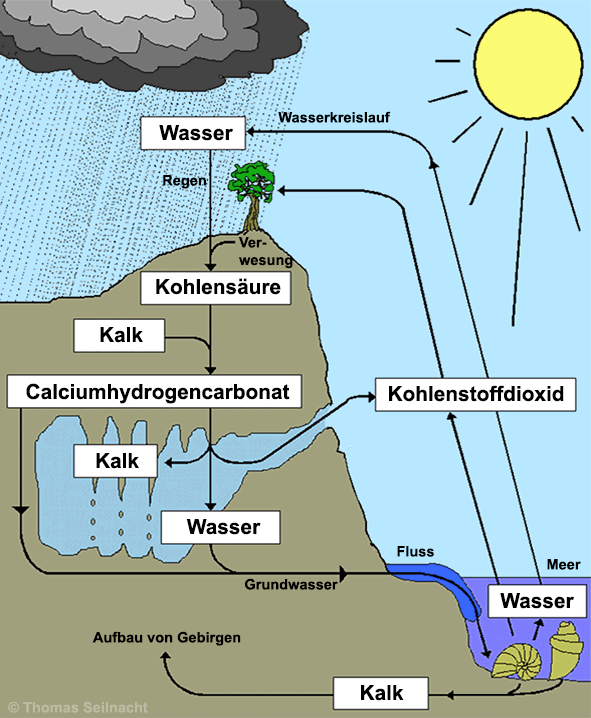 Wasserkreislauf
Wasser
Regen
Ver-
wesung
Kohlensäure
Kalk
Calciumhydrogencarbonat
Kohlenstoffdioxid
Kalk
Wasser
Fluss
Meer
Grundwasser
Wasser
Aufbau von Gebirgen
Kalk
© Thomas Seilnacht